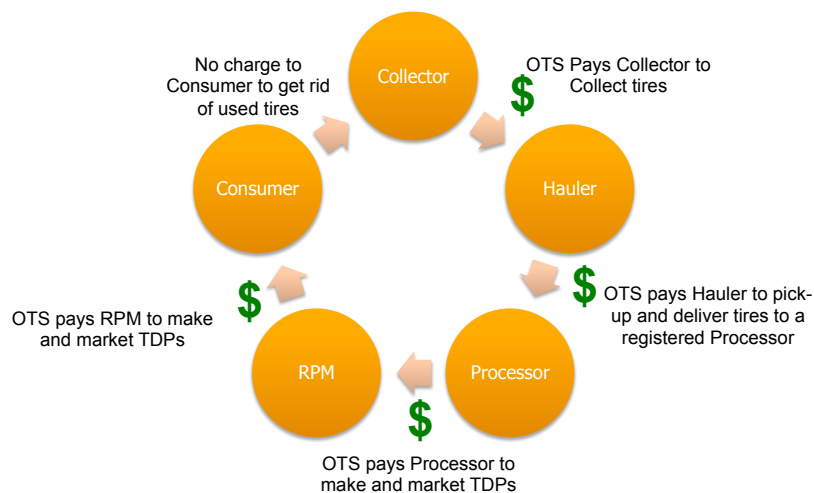 No charge to
Consumer to get rid
of used tires
Collector
$
OTS Pays Collector to
Collect tires
Consumer
Hauler
$
OTS pays RPM to make
and market TDPs
$
OTS pays Hauler to pick-
up and deliver tires to a
registered Processor
RPM
Processor
$
OTS pays Processor to
make and market TDPs